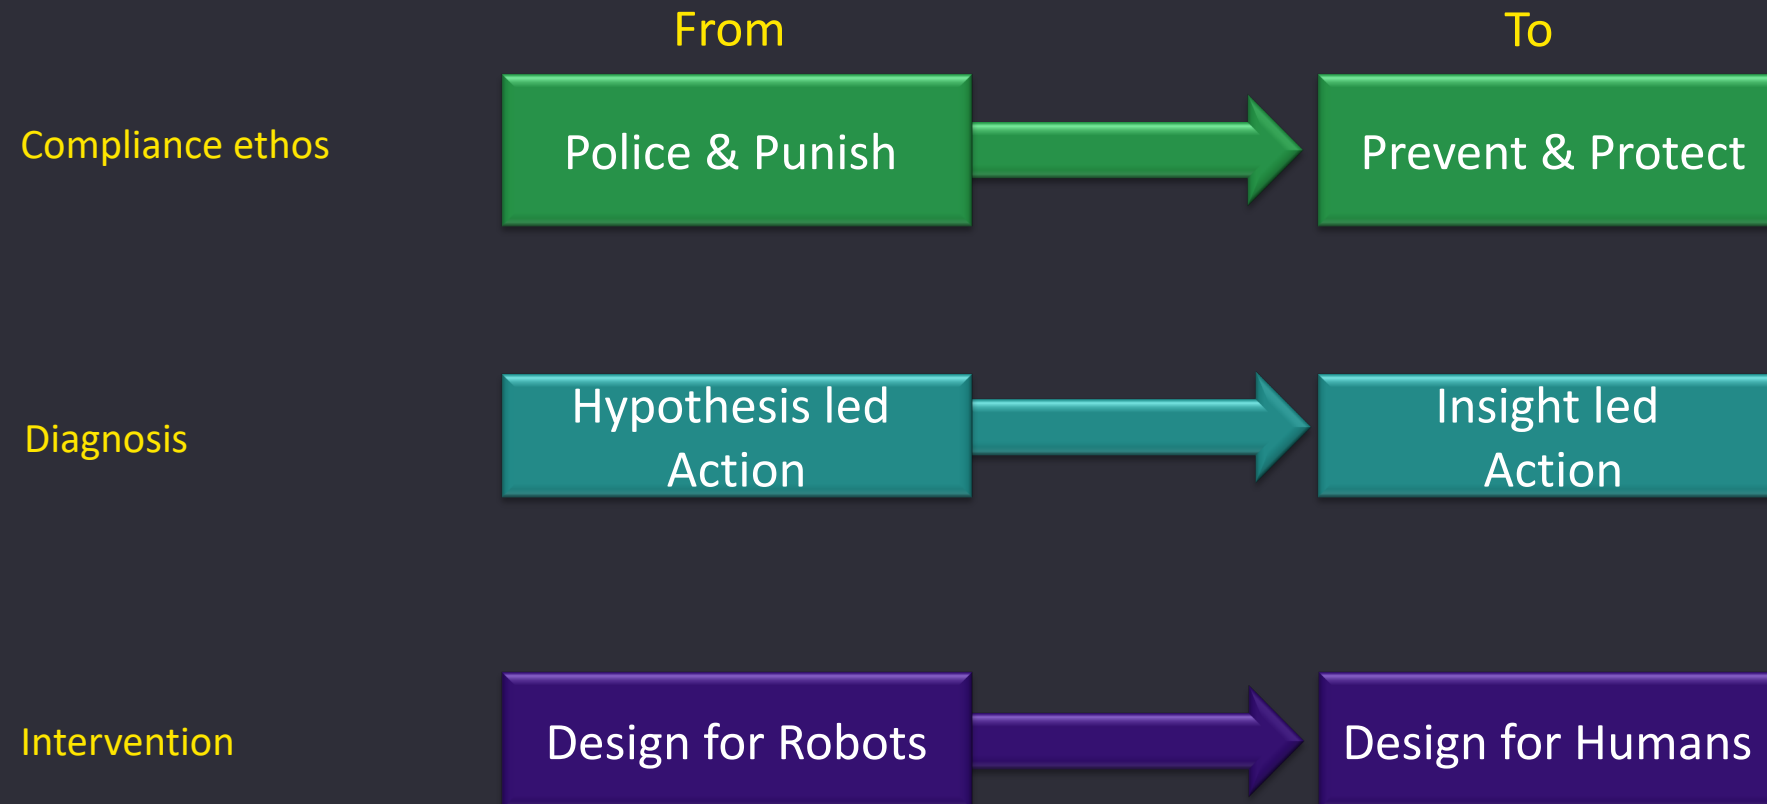 From
To
Compliance ethos
Police & Punish
Prevent & Protect
Diagnosis
Hypothesis led
Action
Insight led
Action
Intervention
Design for Robots
Design for Humans